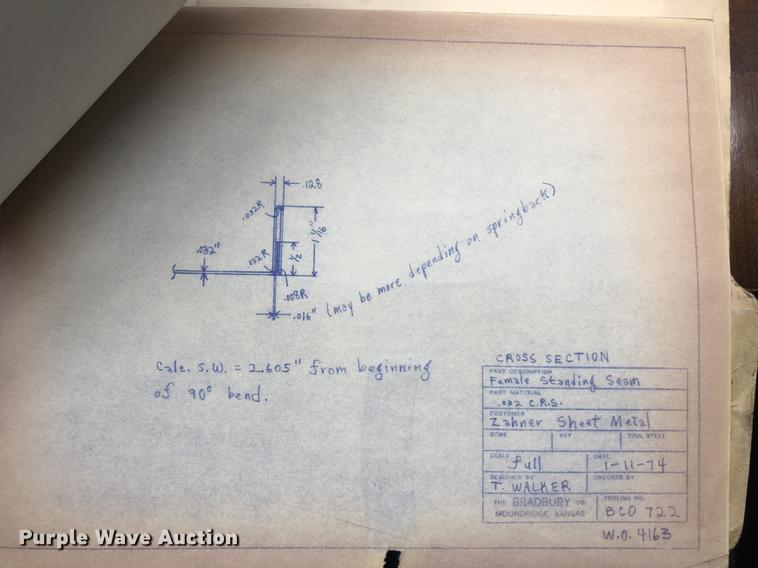 .128
.032R
1 1/16"
.032"
.032R
1/2
.008R
.016" (may be more depending on springback)
Calc. S.W. = 2.605" from beginning
of 90° bend.
CROSS SECTION
PART DESCRIPTION
Female Standing Seam
PART MATERIAL
.032 C.R.S.
CUSTOMER
Zahner Sheet Metal
BORE KEY TOOL STEEL
SCALE DATE
full 1-11-74
DESIGNED BY CHECKED BY
T. WALKER
THE BRADBURY CO. TOOLING NO.
MOUNDRIDGE, KANSAS BCO 722
W.O. 4163
Purple Wave Auction